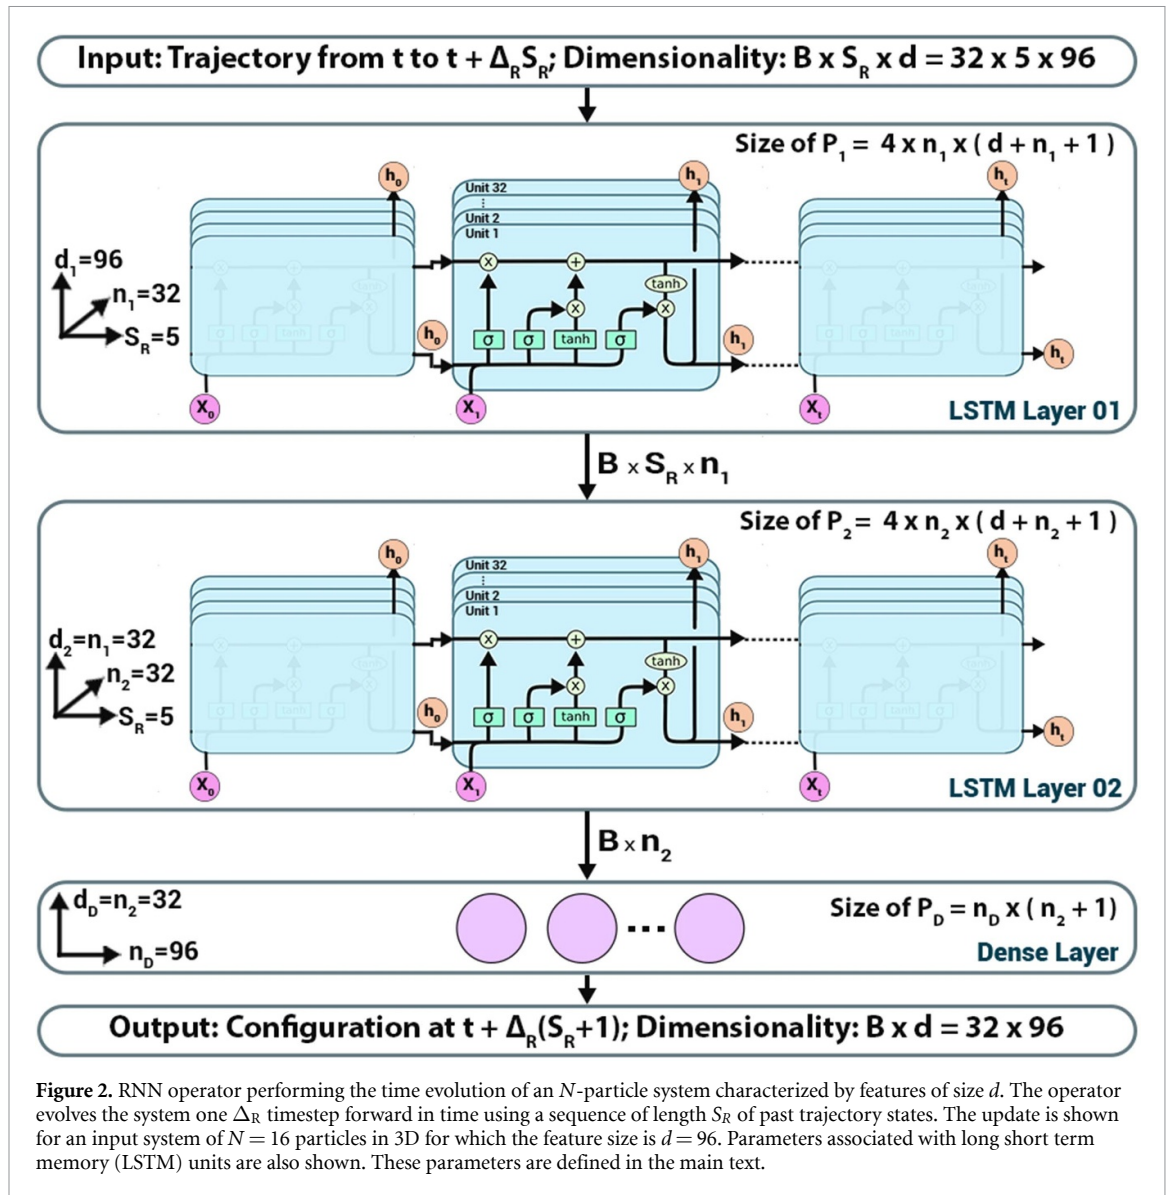 Input: Trajectory from t to t + Δ_R S_R; Dimensionality: B x S_R x d = 32 x 5 x 96
Size of P_1 = 4 x n_1 x ( d + n_1 + 1 )
h_0
h_1
h_t
Unit 32
⋮
Unit 2
Unit 1
d_1=96
n_1=32
S_R=5
x
+
tanh
x
x
h_0
σ
σ
tanh
σ
h_1
h_t
X_0
X_1
X_t
LSTM Layer 01
B x S_R x n_1
Size of P_2 = 4 x n_2 x ( d + n_2 + 1 )
h_0
h_1
h_t
Unit 32
⋮
Unit 2
Unit 1
d_2=n_1=32
n_2=32
S_R=5
x
+
tanh
x
x
h_0
σ
σ
tanh
σ
h_1
h_t
X_0
X_1
X_t
LSTM Layer 02
B x n_2
d_D=n_2=32
n_D=96
...
Size of P_D = n_D x ( n_2 + 1)
Dense Layer
Output: Configuration at t + Δ_R(S_R+1); Dimensionality: B x d = 32 x 96
Figure 2. RNN operator performing the time evolution of an N-particle system characterized by features of size d. The operator
evolves the system one Δ_R timestep forward in time using a sequence of length S_R of past trajectory states. The update is shown
for an input system of N = 16 particles in 3D for which the feature size is d = 96. Parameters associated with long short term
memory (LSTM) units are also shown. These parameters are defined in the main text.